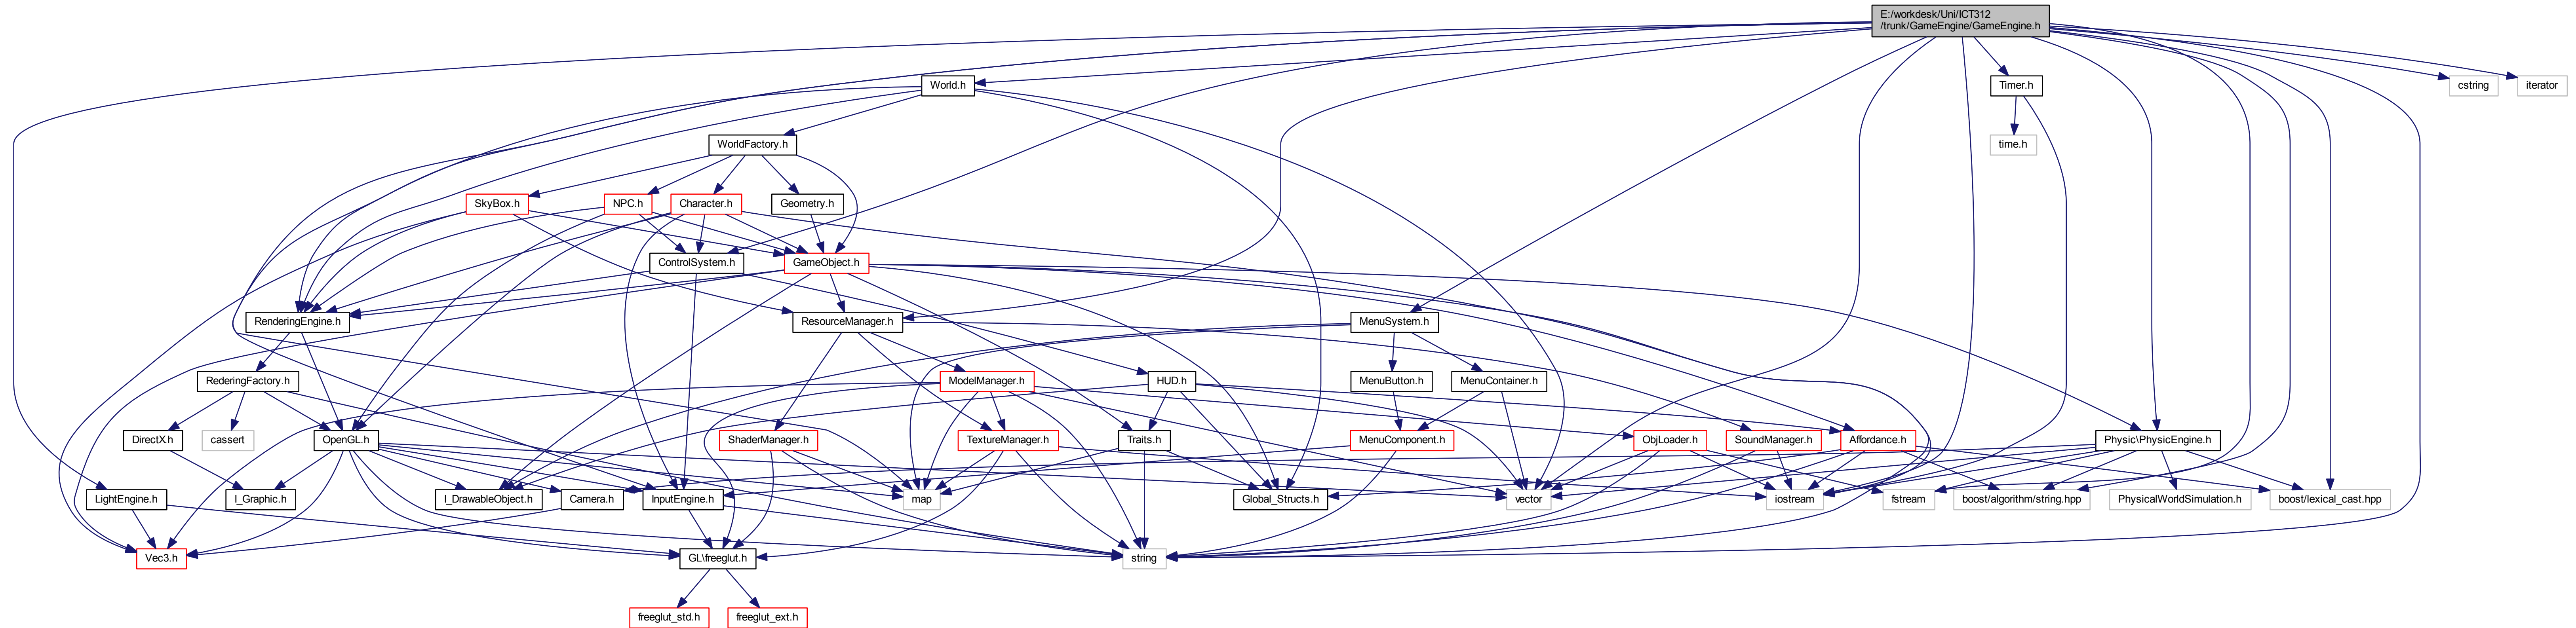 E:/workdesk/Uni/ICT312
/trunk/GameEngine/GameEngine.h
World.h
Timer.h
cstring
iterator
WorldFactory.h
time.h
SkyBox.h
NPC.h
Character.h
Geometry.h
ControlSystem.h
GameObject.h
RenderingEngine.h
ResourceManager.h
MenuSystem.h
RederingFactory.h
ModelManager.h
HUD.h
MenuButton.h
MenuContainer.h
DirectX.h
cassert
OpenGL.h
ShaderManager.h
TextureManager.h
Traits.h
MenuComponent.h
ObjLoader.h
SoundManager.h
Affordance.h
Physic\PhysicEngine.h
LightEngine.h
I_Graphic.h
I_DrawableObject.h
Camera.h
InputEngine.h
map
Global_Structs.h
vector
iostream
fstream
boost/algorithm/string.hpp
PhysicalWorldSimulation.h
boost/lexical_cast.hpp
Vec3.h
GL\freeglut.h
string
freeglut_std.h
freeglut_ext.h